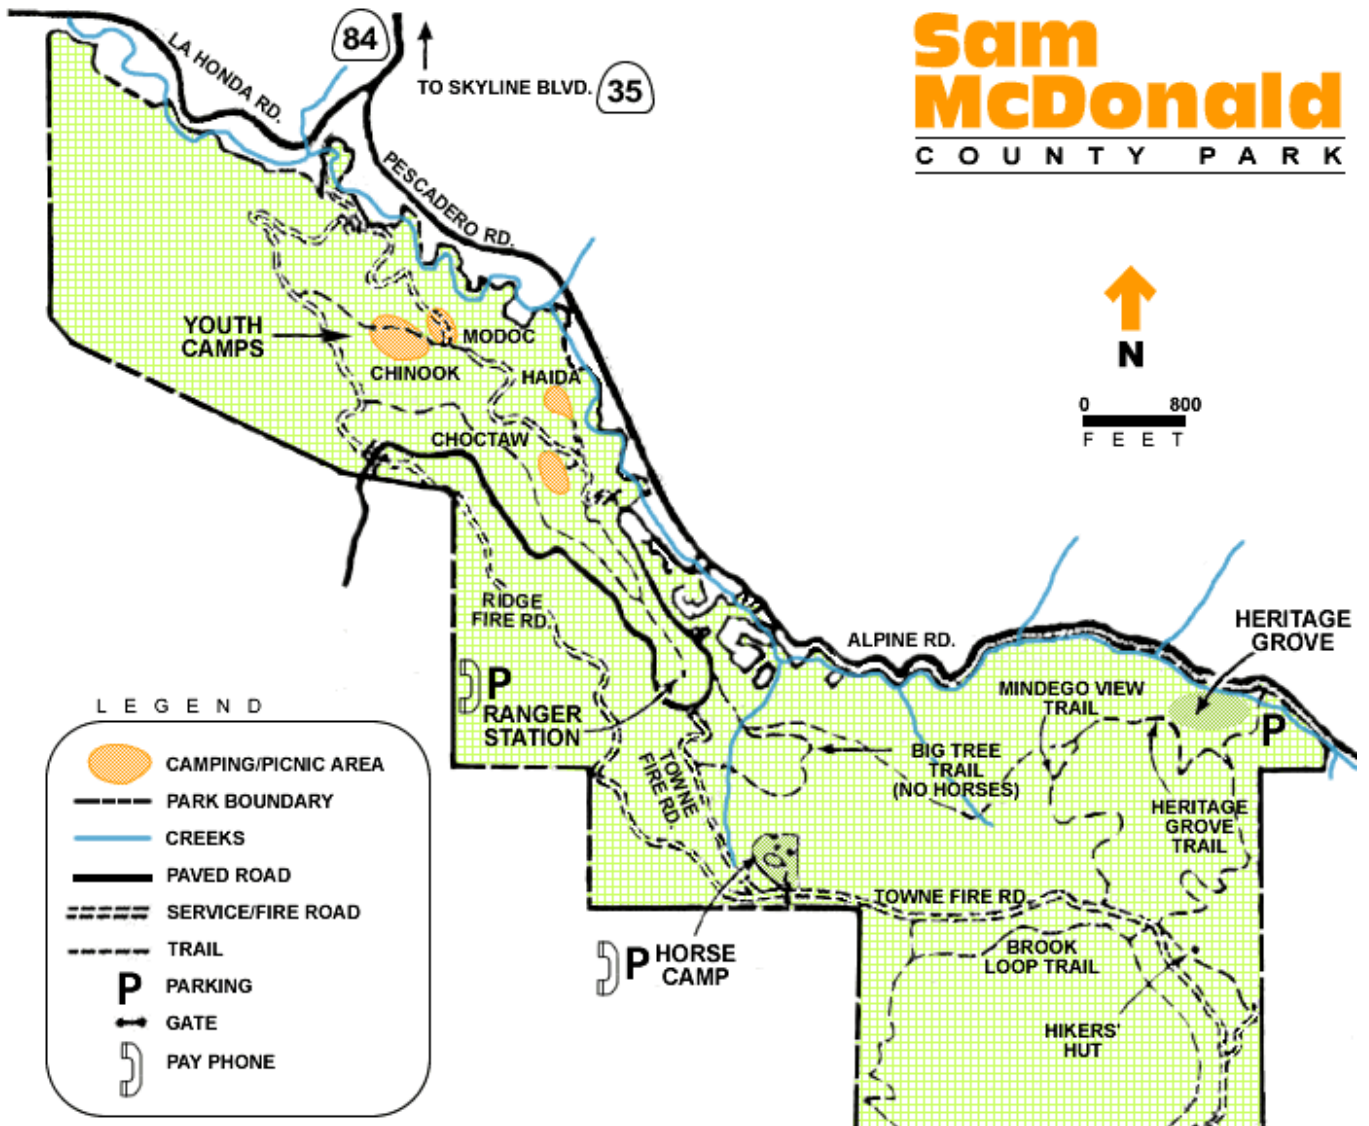 Sam
McDonald
COUNTY PARK
84
LA HONDA RD.
TO SKYLINE BLVD. 35
PESCADERO RD.
N
0 800
FEET
YOUTH
CAMPS
MODOC
CHINOOK
HAIDA
CHOCTAW
RIDGE
FIRE RD.
P
RANGER
STATION
TOWNE
FIRE RD.
ALPINE RD.
HERITAGE
GROVE
MINDEGO VIEW
TRAIL
P
BIG TREE
TRAIL
(NO HORSES)
HERITAGE
GROVE
TRAIL
TOWNE FIRE RD.
BROOK
LOOP TRAIL
P HORSE
CAMP
HIKERS'
HUT
LEGEND
CAMPING/PICNIC AREA
PARK BOUNDARY
CREEKS
PAVED ROAD
SERVICE/FIRE ROAD
TRAIL
P PARKING
GATE
PAY PHONE